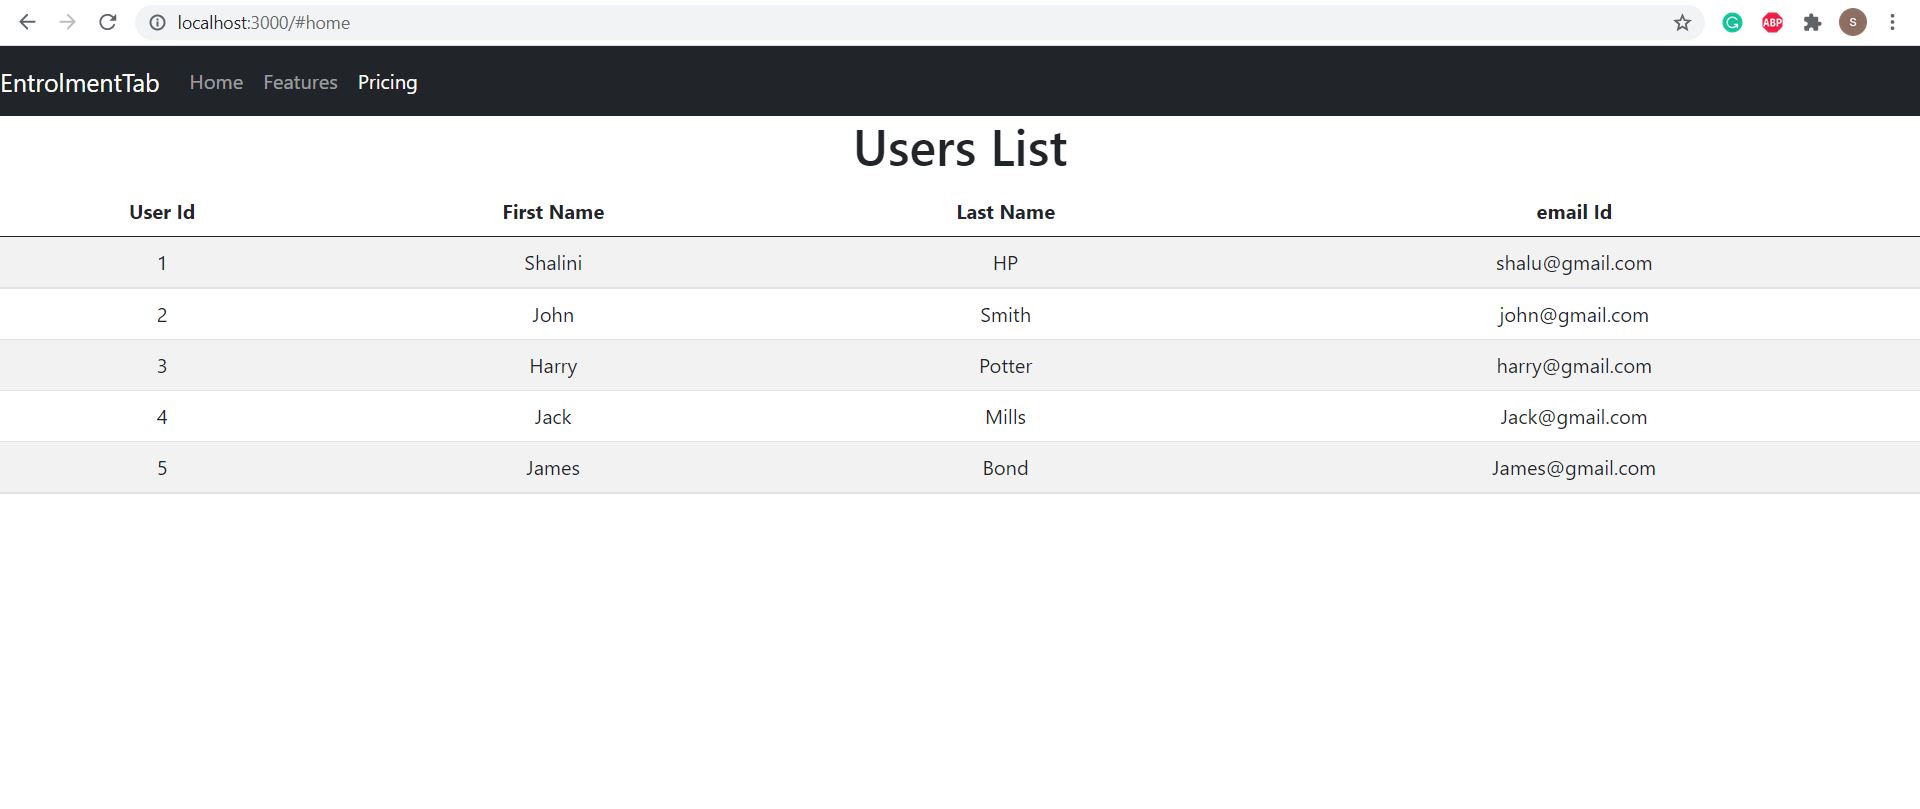 localhost:3000/#home
ABP
S
EntrolmentTab Home Features Pricing
Users List
User Id First Name Last Name email Id
1 Shalini HP shalu@gmail.com
2 John Smith john@gmail.com
3 Harry Potter harry@gmail.com
4 Jack Mills Jack@gmail.com
5 James Bond James@gmail.com